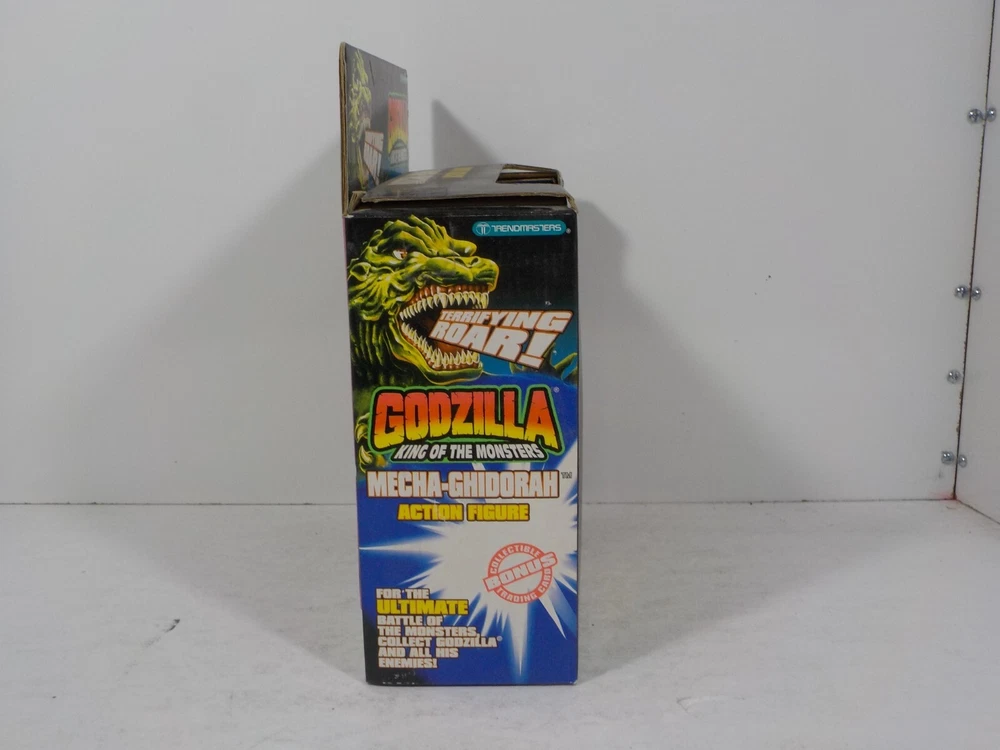 TRENDMASTERS
TERRIFYING
ROAR!
GODZILLA®
KING OF THE MONSTERS
MECHA-GHIDORAH™
ACTION FIGURE
COLLECTIBLE
BONUS
TRADING CARD
FOR THE
ULTIMATE
BATTLE OF
THE MONSTERS,
COLLECT GODZILLA®
AND ALL HIS
ENEMIES!